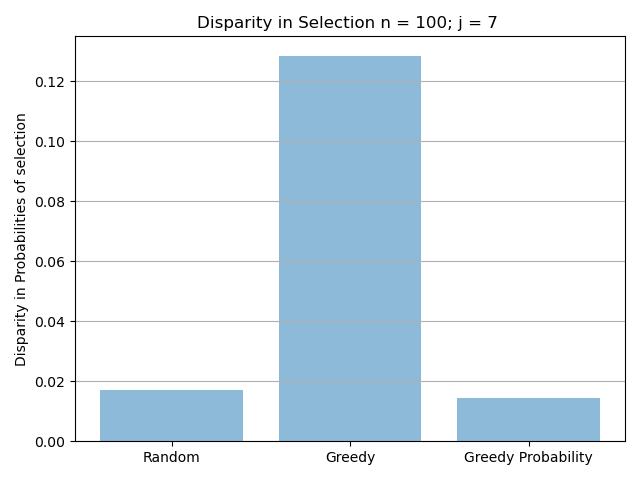 Disparity in Selection n = 100; j = 7
Disparity in Probabilities of selection
0.12
0.10
0.08
0.06
0.04
0.02
0.00
Random
Greedy
Greedy Probability